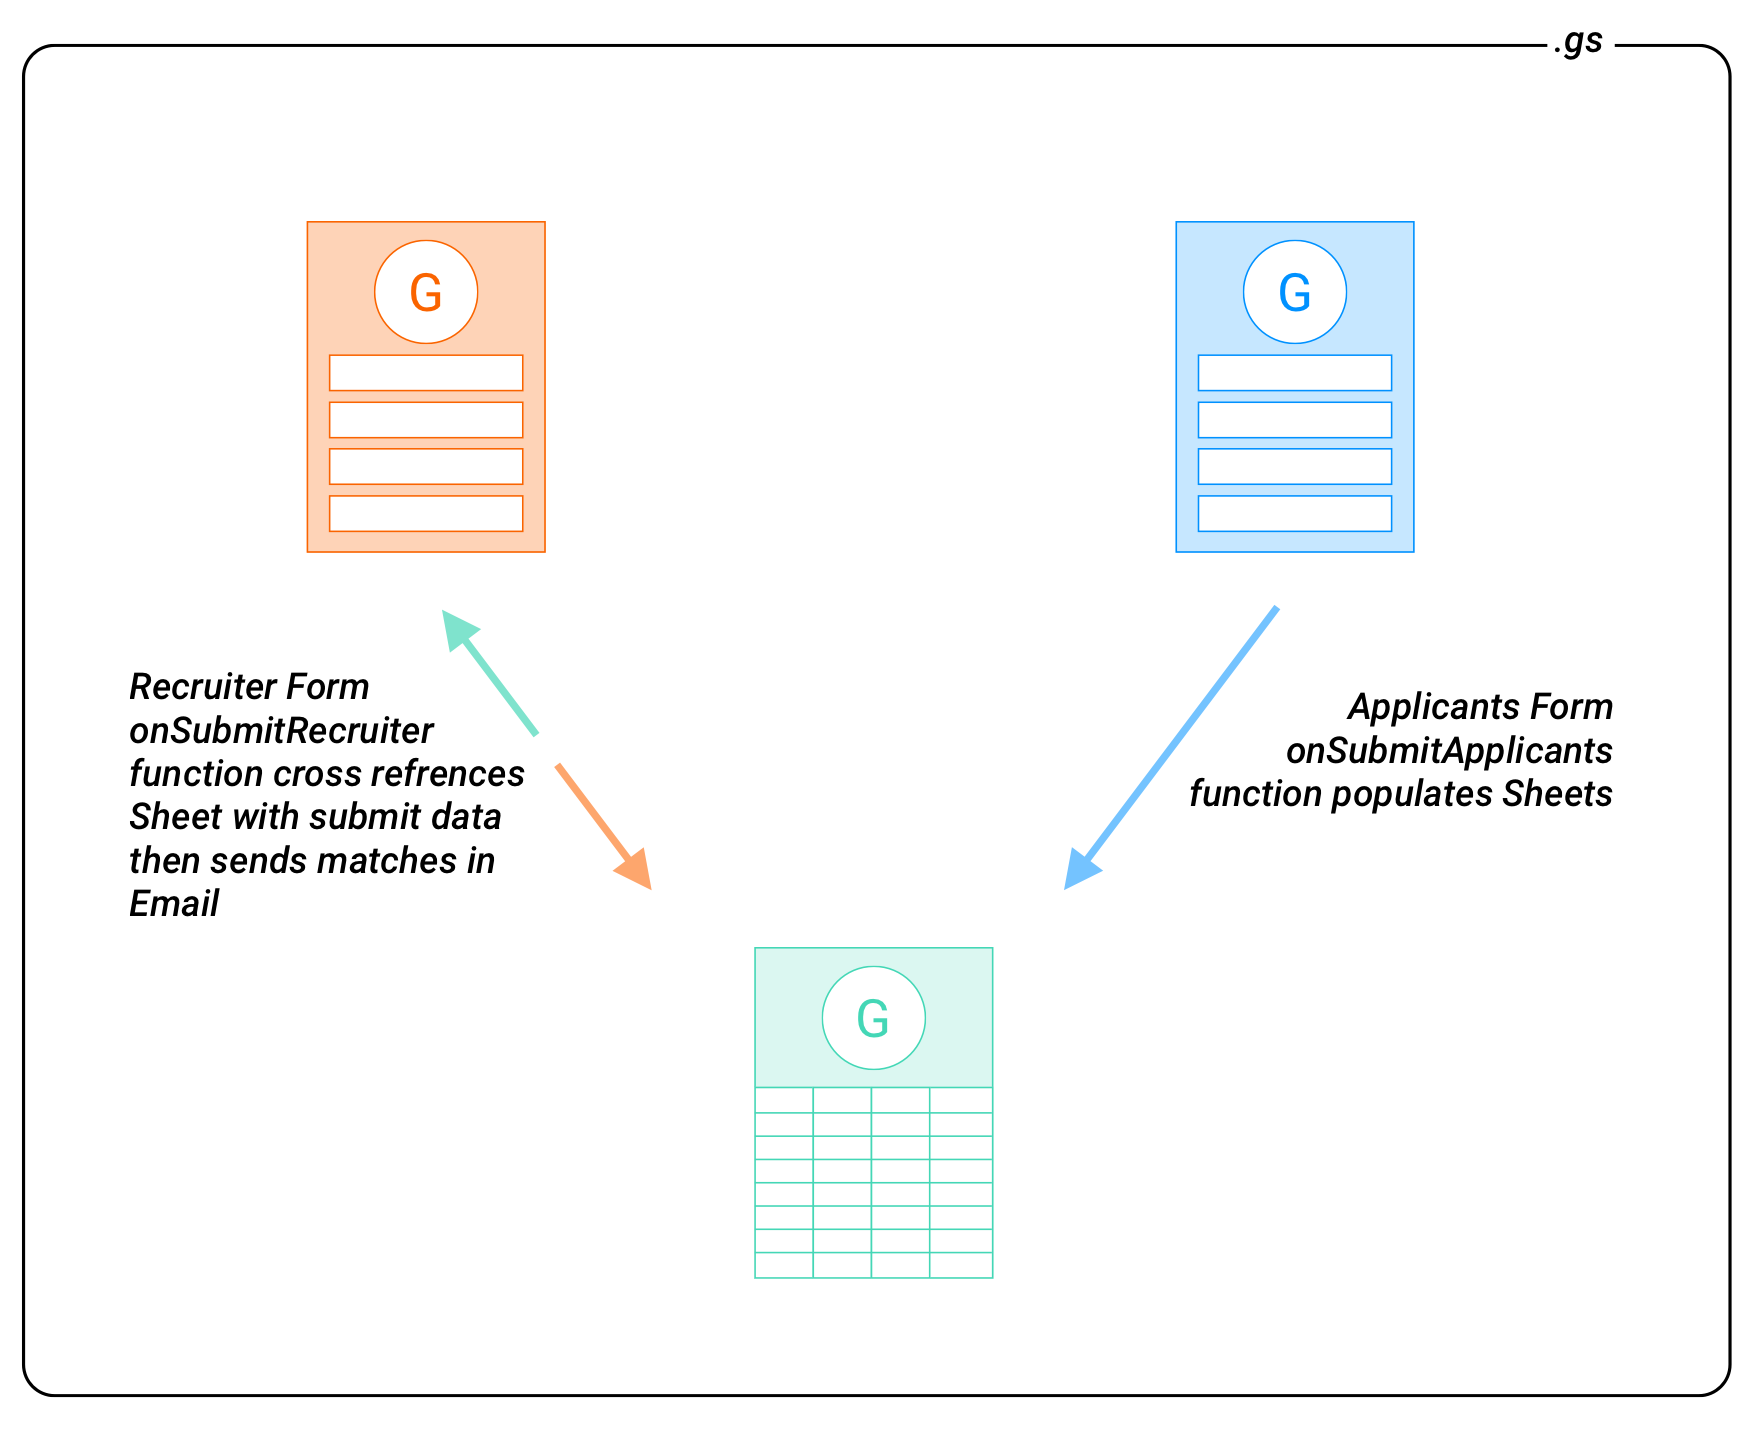 .gs
G
G
Recruiter Form
onSubmitRecruiter
function cross refrences
Sheet with submit data
then sends matches in
Email
Applicants Form
onSubmitApplicants
function populates Sheets
G